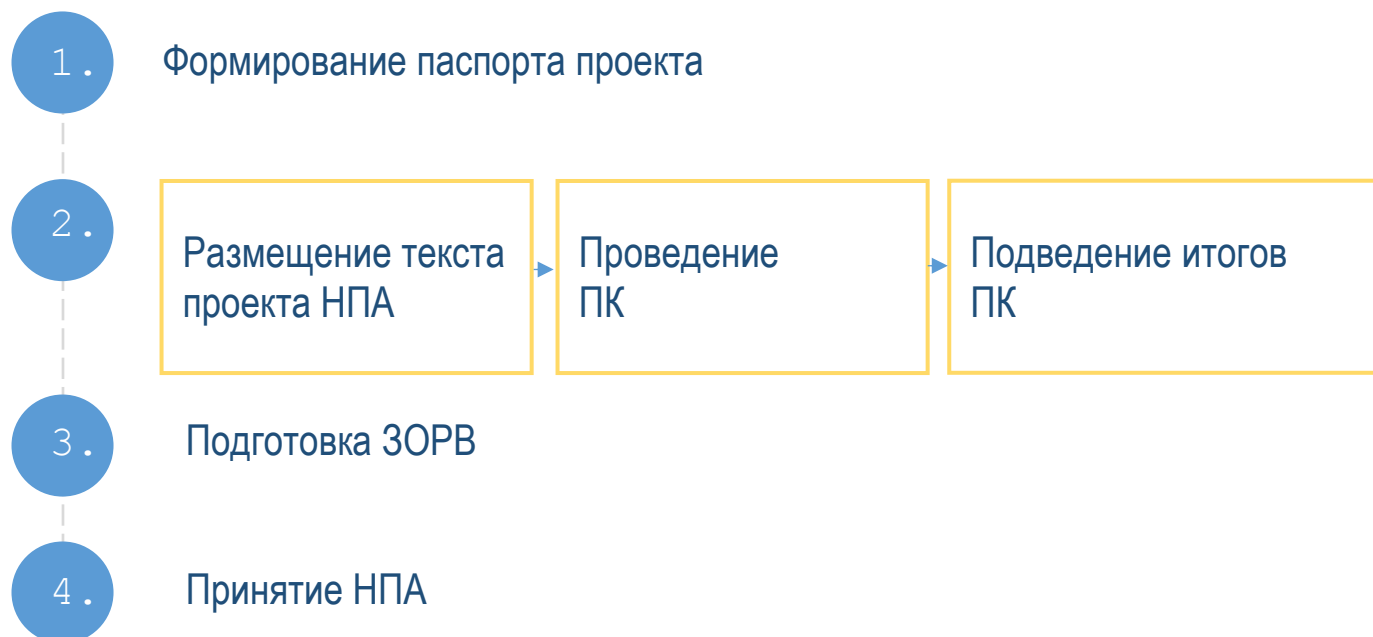 1.
Формирование паспорта проекта
2.
Размещение текста
проекта НПА
Проведение
ПК
Подведение итогов
ПК
3.
Подготовка ЗОРВ
4.
Принятие НПА